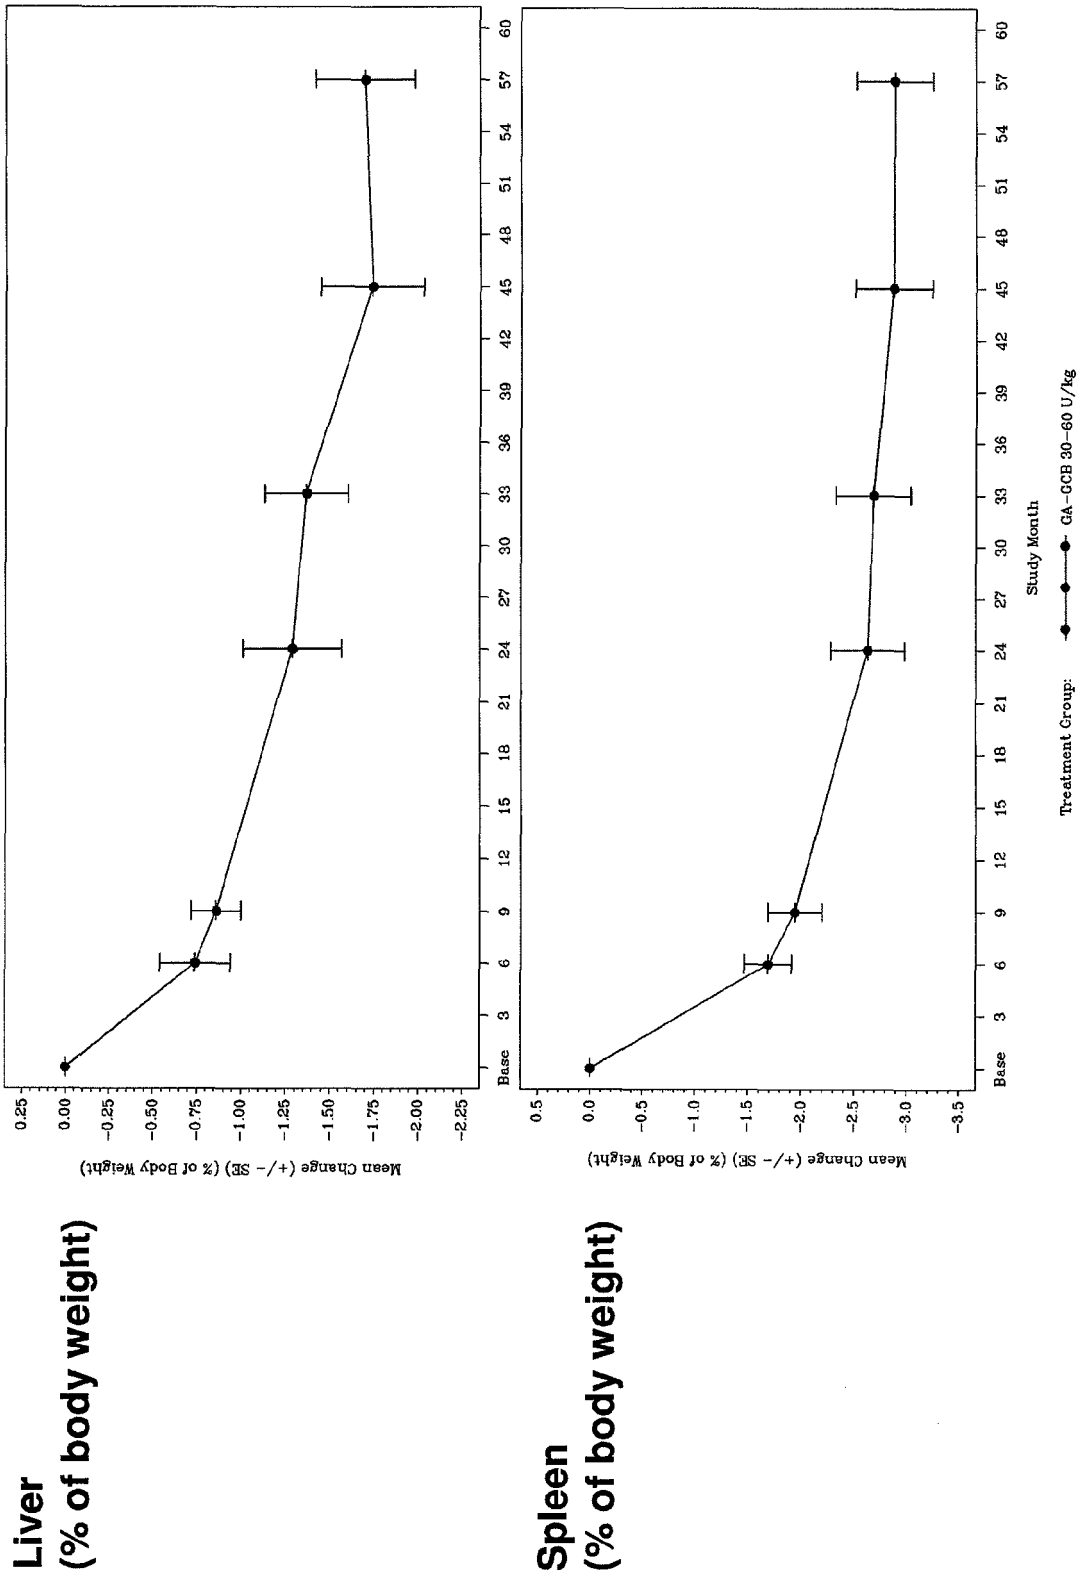 Liver
(% of body weight)
Mean Change (+/- SE) (% of Body Weight)
0.25
0.00
-0.25
-0.50
-0.75
-1.00
-1.25
-1.50
-1.75
-2.00
-2.25
Base 3 6 9 12 15 18 21 24 27 30 33 36 39 42 45 48 51 54 57 60
Spleen
(% of body weight)
Mean Change (+/- SE) (% of Body Weight)
0.5
0.0
-0.5
-1.0
-1.5
-2.0
-2.5
-3.0
-3.5
Base 3 6 9 12 15 18 21 24 27 30 33 36 39 42 45 48 51 54 57 60
Study Month
Treatment Group: GA-GCB 30-60 U/kg